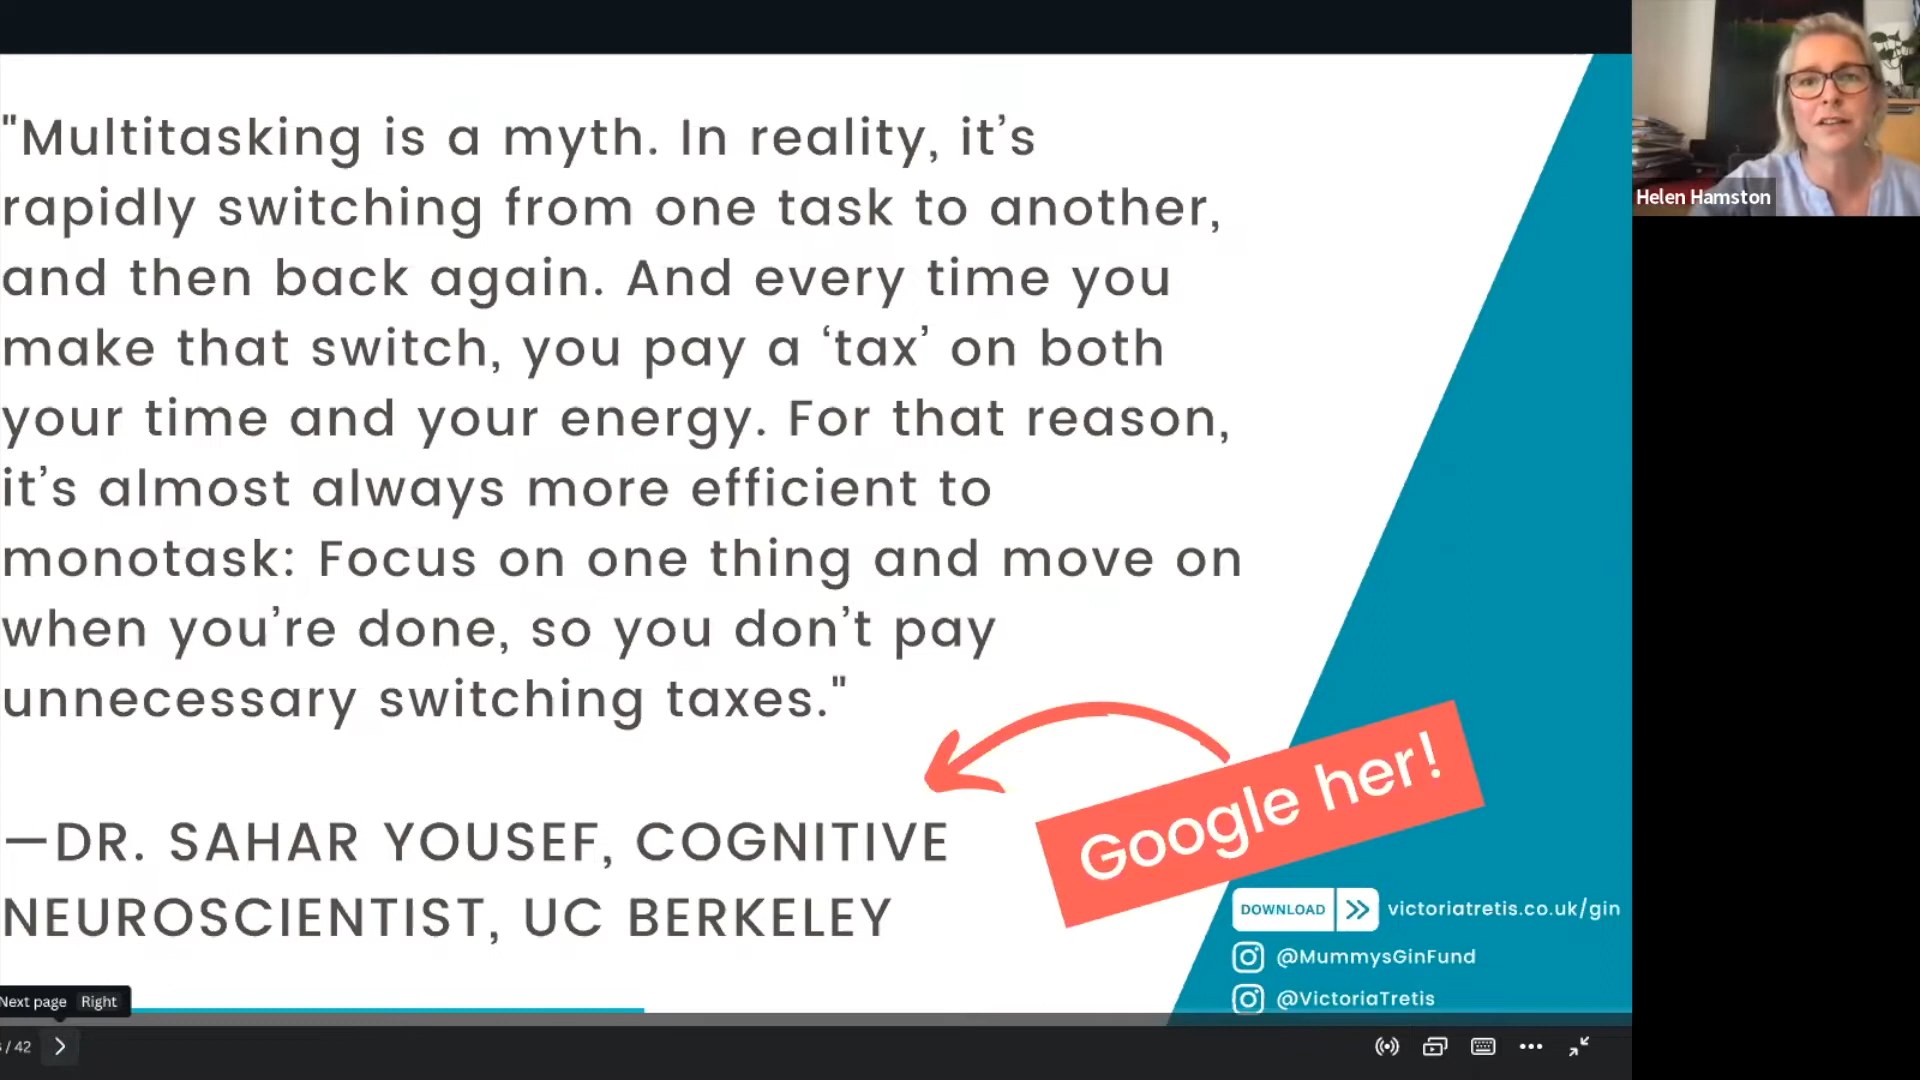 "Multitasking is a myth. In reality, it’s
rapidly switching from one task to another,
and then back again. And every time you
make that switch, you pay a ‘tax’ on both
your time and your energy. For that reason,
it’s almost always more efficient to
monotask: Focus on one thing and move on
when you’re done, so you don’t pay
unnecessary switching taxes."
—DR. SAHAR YOUSEF, COGNITIVE
NEUROSCIENTIST, UC BERKELEY
Google her!
DOWNLOAD victoriatretis.co.uk/gin
@MummysGinFund
@VictoriaTretis
Next page Right
/ 42
Helen Hamston